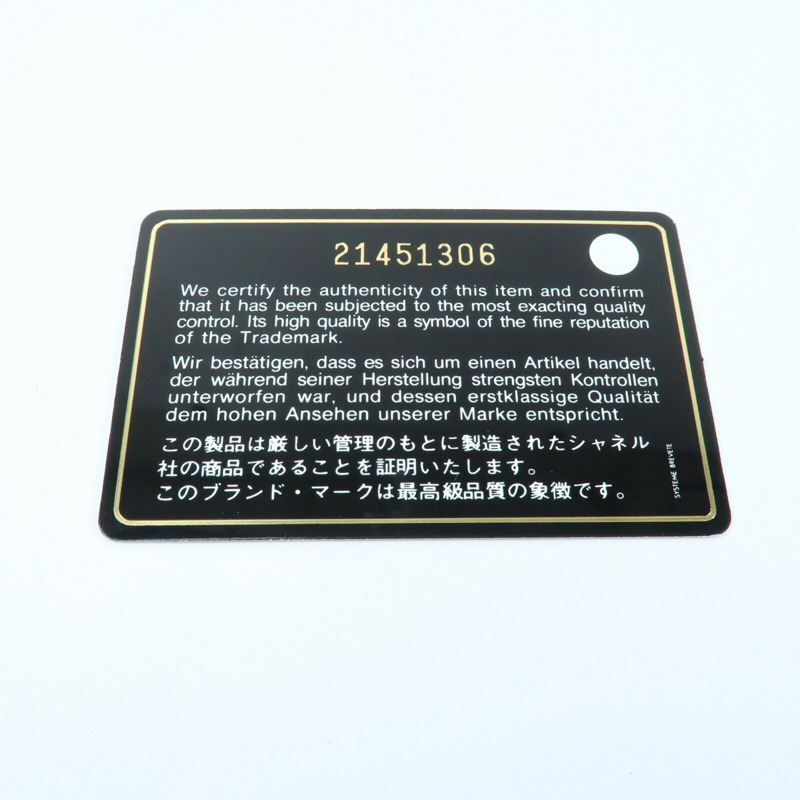 21451306
We certify the authenticity of this item and confirm
that it has been subjected to the most exacting quality
control. Its high quality is a symbol of the fine reputation
of the Trademark.
Wir bestätigen, dass es sich um einen Artikel handelt,
der während seiner Herstellung strengsten Kontrollen
unterworfen war, und dessen erstklassige Qualität
dem hohen Ansehen unserer Marke entspricht.
この製品は厳しい管理のもとに製造されたシャネル
社の商品であることを証明いたします。
このブランド・マークは最高級品質の象徴です。
SYSTEME BREVETE